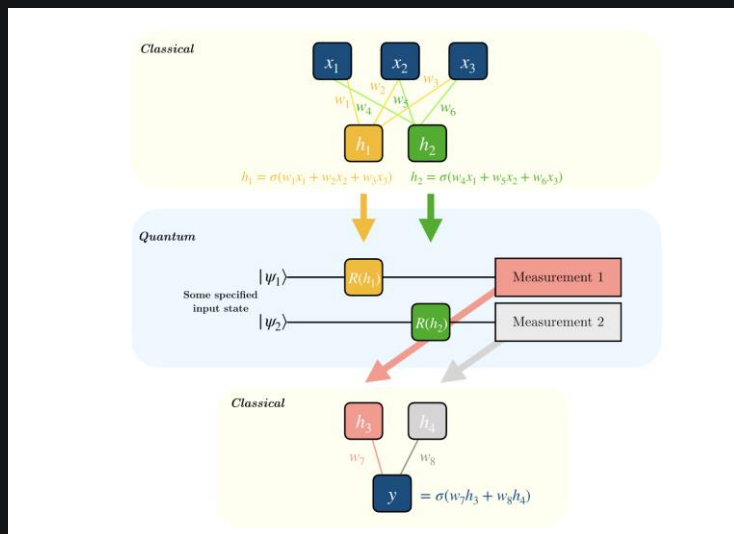 Classical
x₁ x₂ x₃
w₁ w₄ w₂ w₅ w₃ w₆
h₁ h₂
h₁ = σ(w₁x₁ + w₂x₂ + w₃x₃) h₂ = σ(w₄x₁ + w₅x₂ + w₆x₃)
Quantum
|ψ₁⟩ R(h₁) Measurement 1
Some specified
input state
|ψ₂⟩ R(h₂) Measurement 2
Classical
h₃ h₄
w₇ w₈
y = σ(w₇h₃ + w₈h₄)